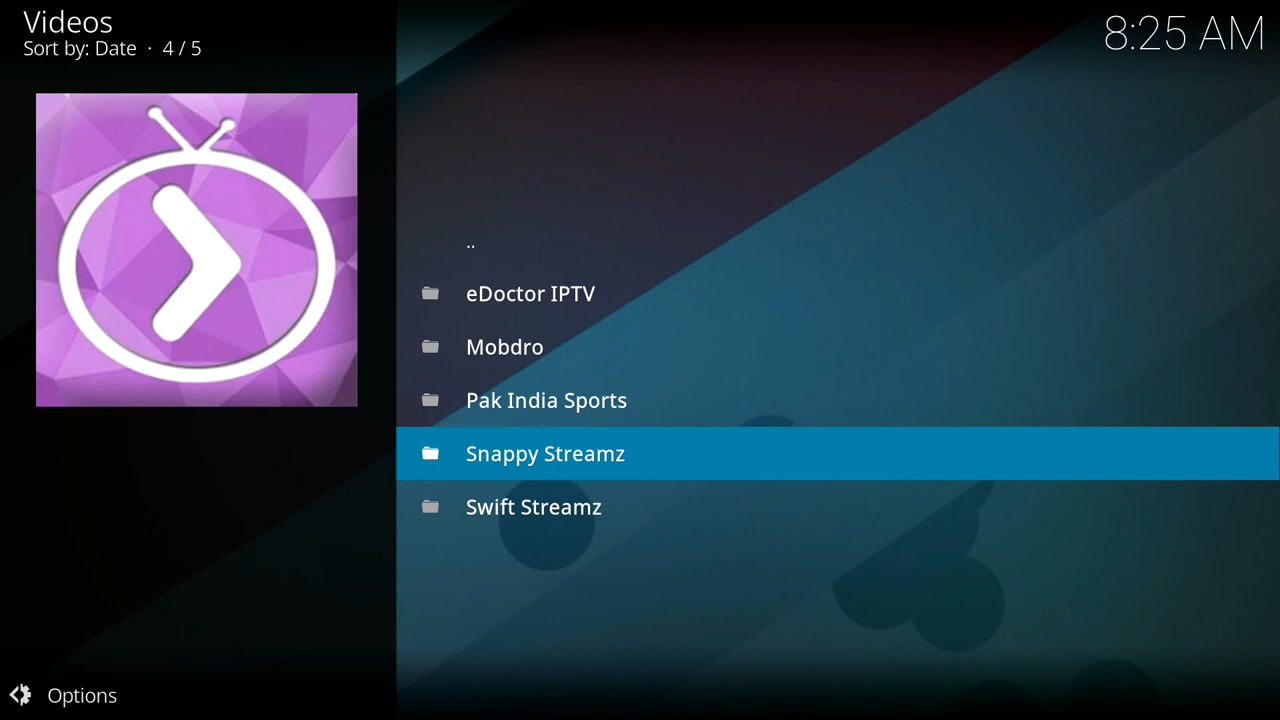 Videos
Sort by: Date · 4 / 5
8:25 AM
..
eDoctor IPTV
Mobdro
Pak India Sports
Snappy Streamz
Swift Streamz
Options